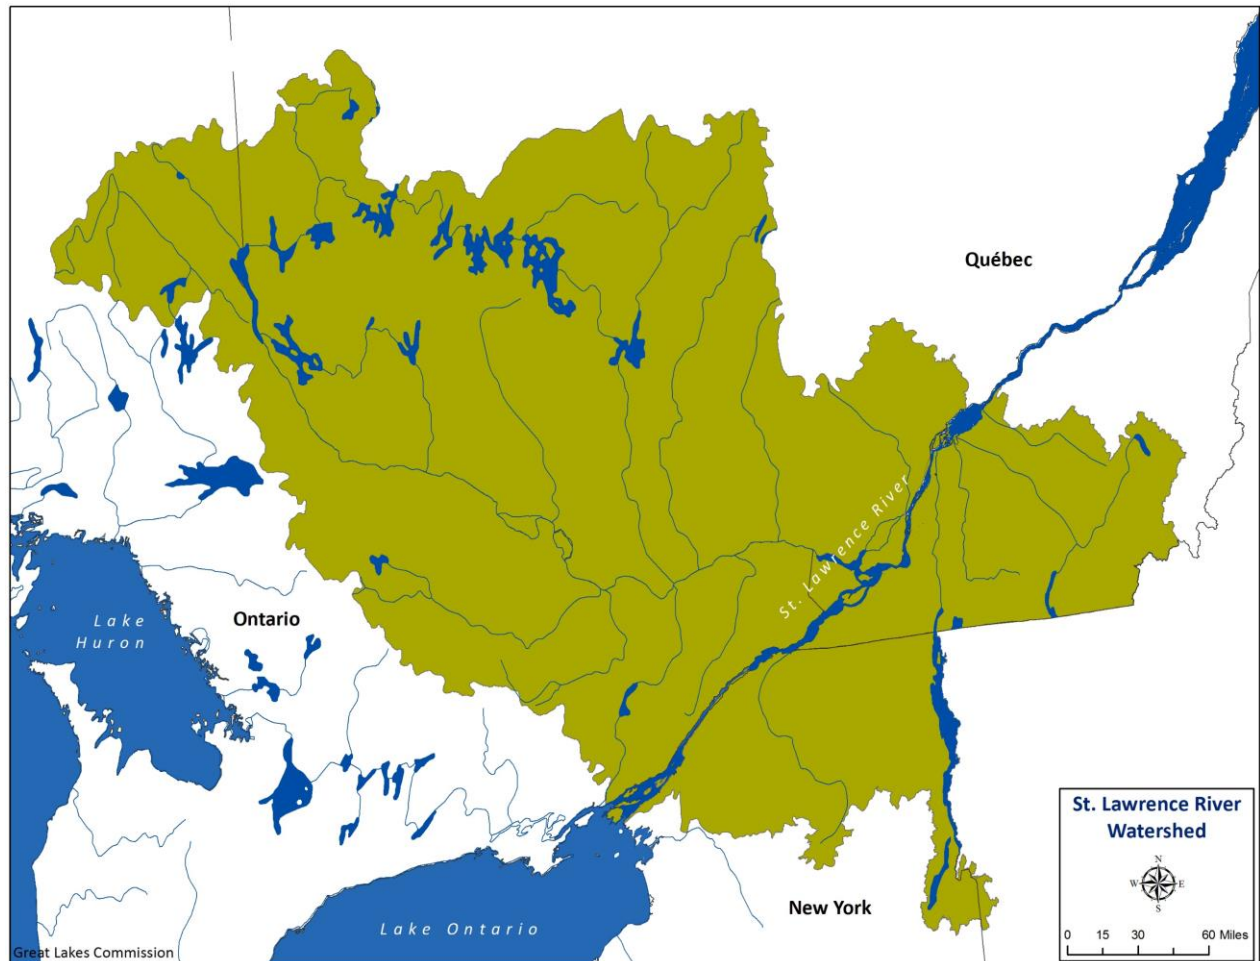 Québec
St. Lawrence River
Lake
Huron
Ontario
New York
Lake Ontario
Great Lakes Commission
St. Lawrence River
Watershed
N
W E
S
0 15 30 60 Miles